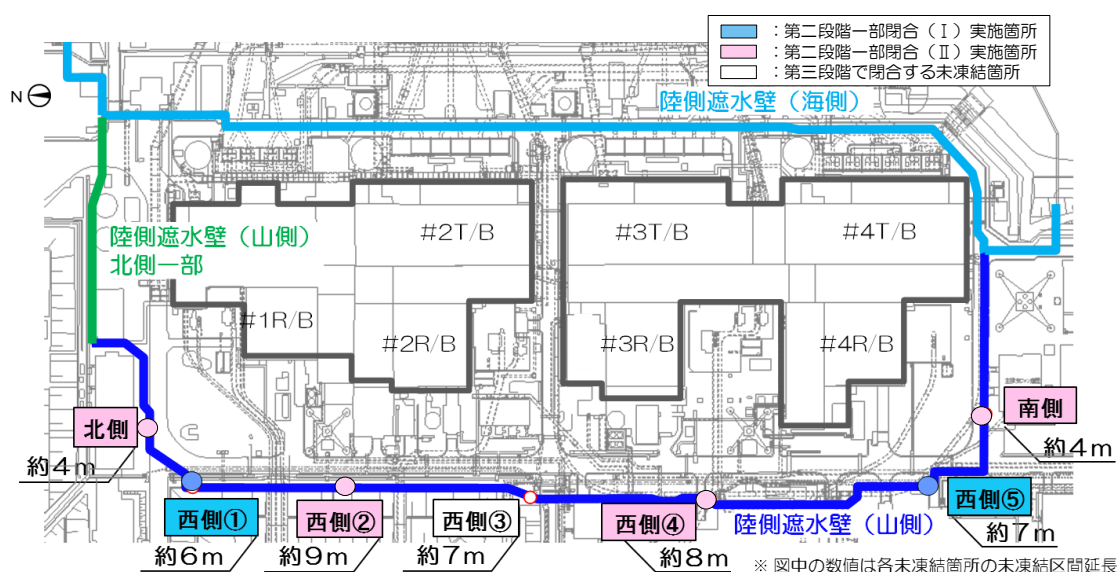 ：第二段階一部閉合（Ⅰ）実施箇所
：第二段階一部閉合（Ⅱ）実施箇所
：第三段階で閉合する未凍結箇所
N
陸側遮水壁（海側）
陸側遮水壁（山側）
北側一部
#2T/B
#3T/B
#4T/B
#1R/B
#2R/B
#3R/B
#4R/B
北側
約4m
南側
約4m
西側①
約6m
西側②
約9m
西側③
約7m
西側④
約8m
陸側遮水壁（山側）
西側⑤
約7m
※ 図中の数値は各未凍結箇所の未凍結区間延長